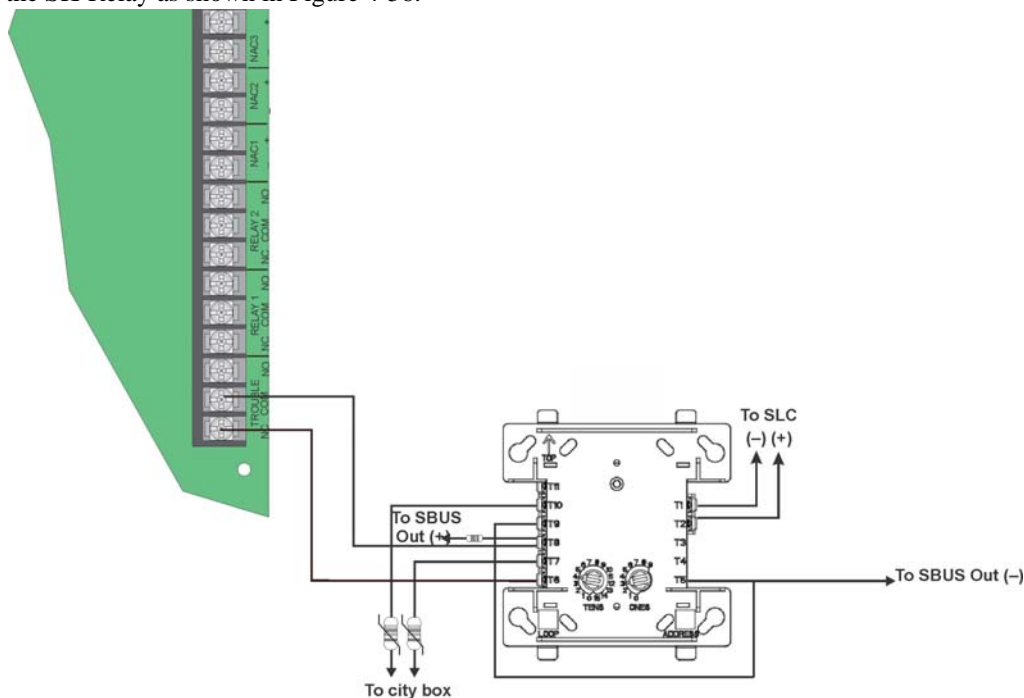 the SK-Relay as shown in Figure 4-36.
+
NAC3
–
+
NAC2
–
+
NAC1
–
NO
RELAY 2
COM
NC
NO
RELAY 1
COM
NC
NO
TROUBLE
COM
NC
To SLC
(–) (+)
TOP
T11
T10
T9
T8
T7
T6
T1
T2
T3
T4
T5
To SBUS
Out (+)
To SBUS Out (–)
TENS
ONES
LOOP
ADDRESS
To city box